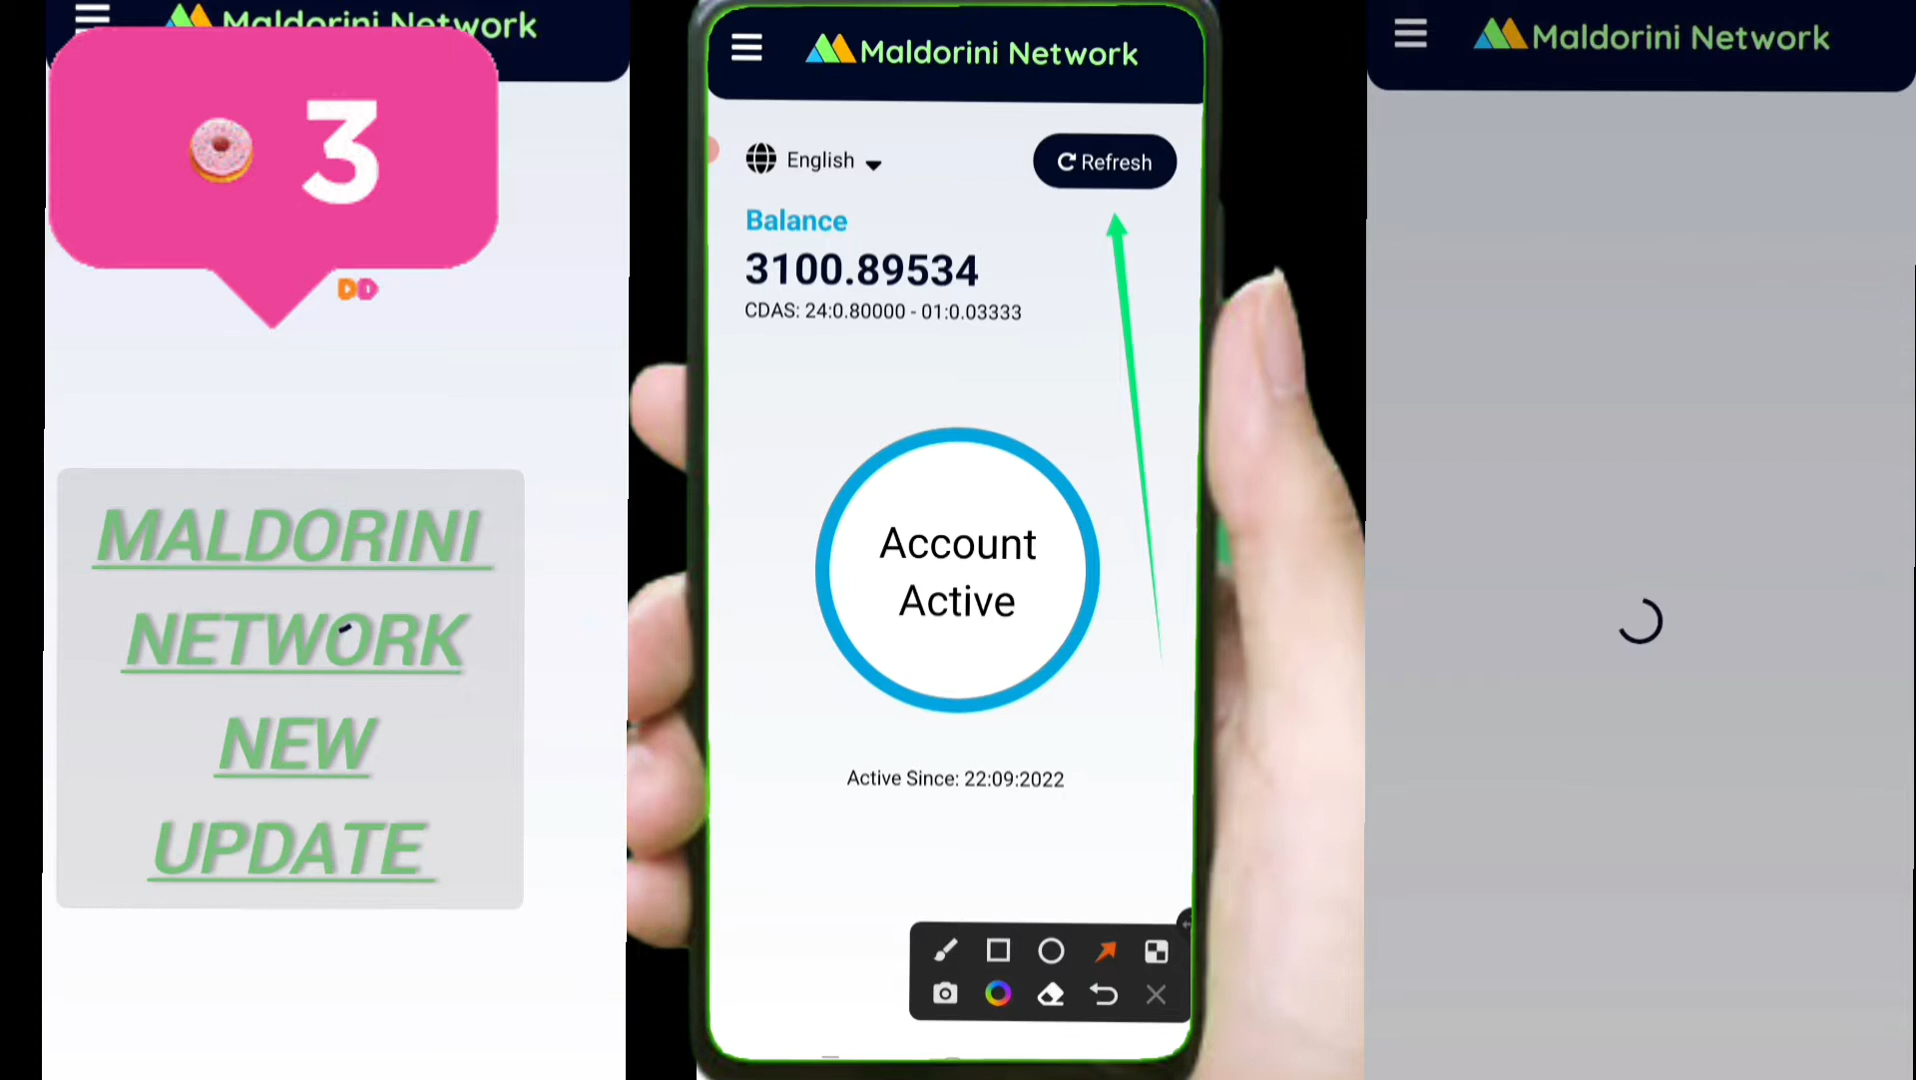 Maldorini Network
3
DD
MALDORINI
NETWORK
NEW
UPDATE
Maldorini Network
English
Refresh
Balance
3100.89534
CDAS: 24:0.80000 - 01:0.03333
Account
Active
Active Since: 22:09:2022
Maldorini Network